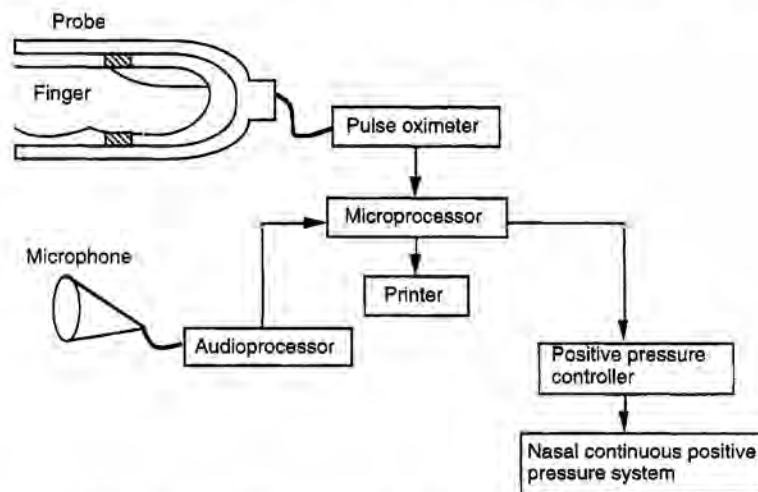 Probe
Finger
Pulse oximeter
Microprocessor
Microphone
Printer
Audioprocessor
Positive pressure
controller
Nasal continuous positive
pressure system